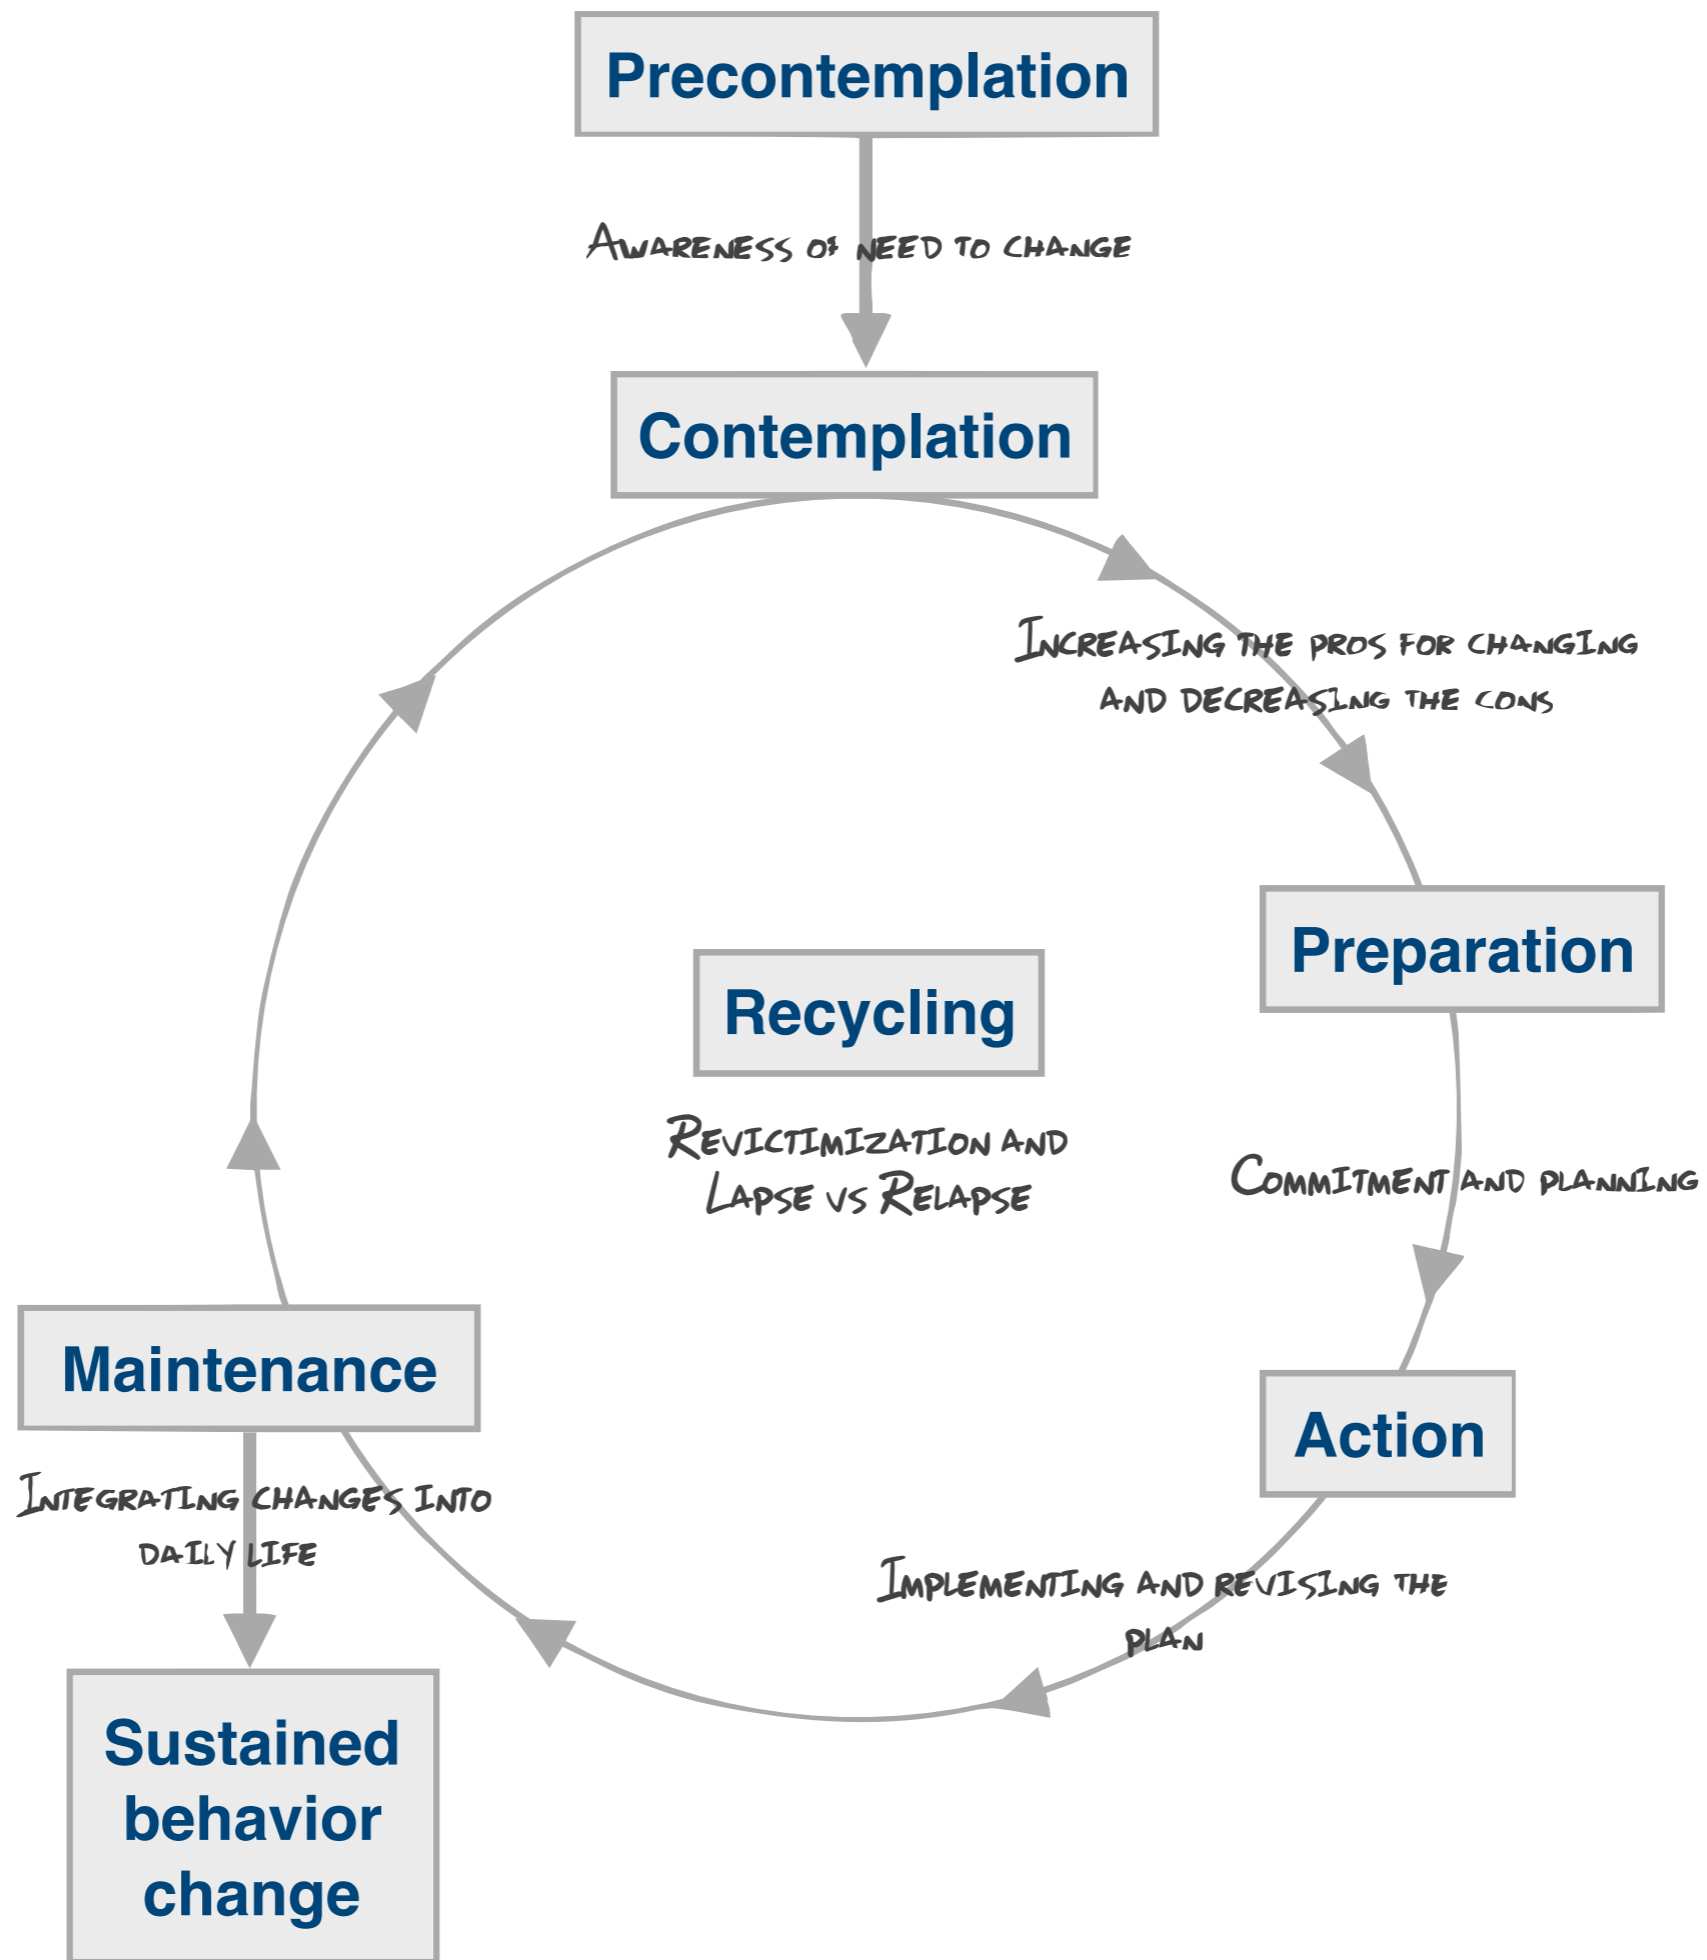 Precontemplation
Awareness of need to change
Contemplation
Increasing the pros for changing
and decreasing the cons
Preparation
Recycling
Revictimization and
Lapse vs Relapse
Commitment and planning
Maintenance
Action
Integrating changes into
daily life
Implementing and revising the
plan
Sustained
behavior
change